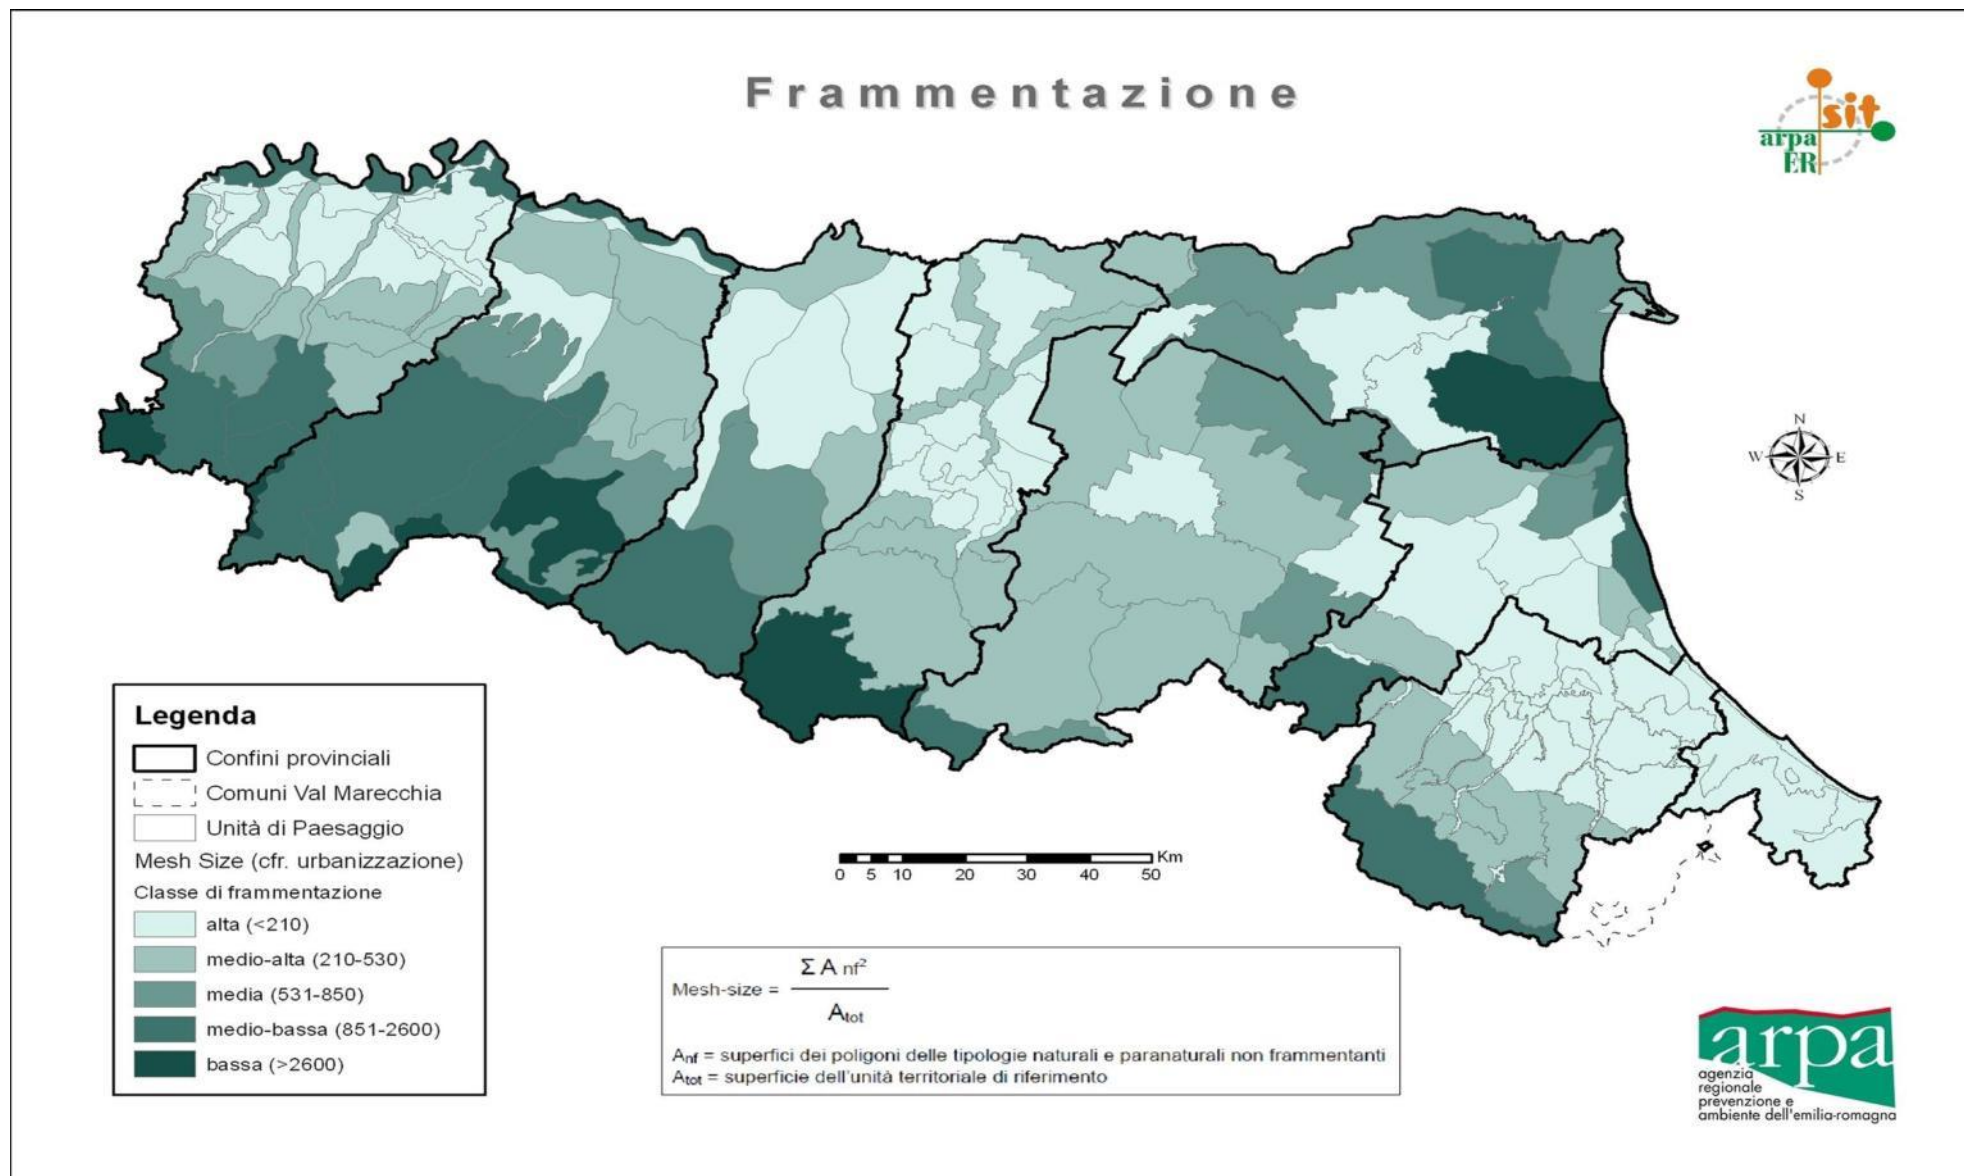 Frammentazione
sit
arpa
ER
N
W E
S
Legenda
Confini provinciali
Comuni Val Marecchia
Unità di Paesaggio
Mesh Size (cfr. urbanizzazione)
Classe di frammentazione
alta (<210)
medio-alta (210-530)
media (531-850)
medio-bassa (851-2600)
bassa (>2600)
Km
0 5 10 20 30 40 50
Σ A nf²
Mesh-size =
Atot
Anf = superfici dei poligoni delle tipologie naturali e paranaturali non frammentanti
Atot = superficie dell'unità territoriale di riferimento
arpa
agenzia
regionale
prevenzione e
ambiente dell'emilia-romagna